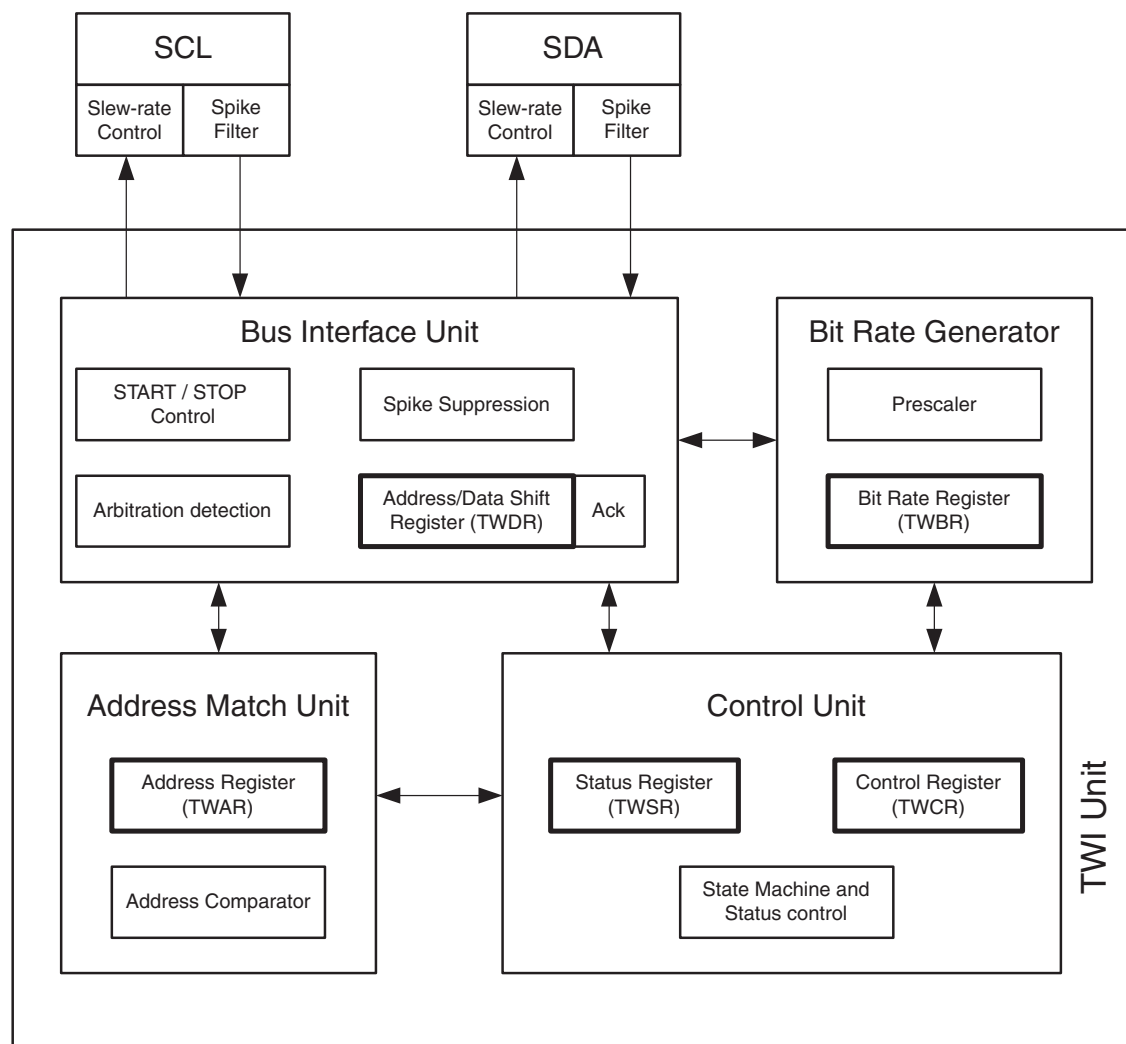 SCL
SDA
Slew-rate
Control
Spike
Filter
Slew-rate
Control
Spike
Filter
Bus Interface Unit
Bit Rate Generator
START / STOP
Control
Spike Suppression
Prescaler
Arbitration detection
Address/Data Shift
Register (TWDR)
Ack
Bit Rate Register
(TWBR)
Address Match Unit
Control Unit
Address Register
(TWAR)
Status Register
(TWSR)
Control Register
(TWCR)
Address Comparator
State Machine and
Status control
TWI Unit